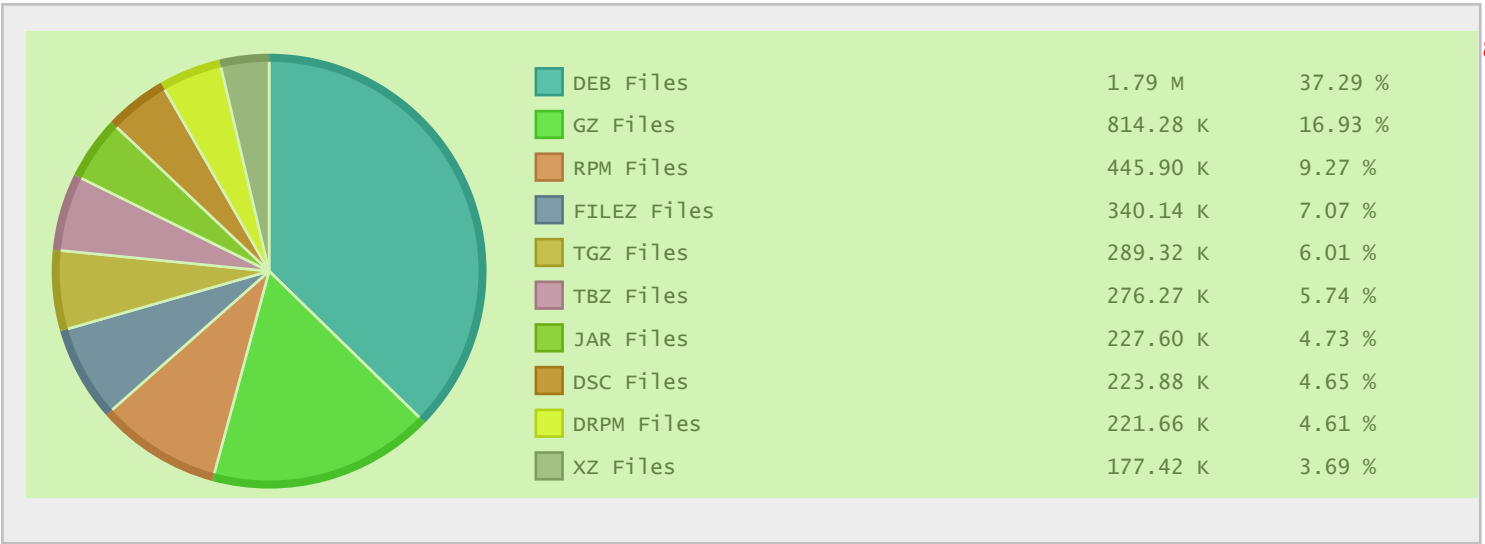 DEB Files 1.79 M 37.29 %
GZ Files 814.28 K 16.93 %
RPM Files 445.90 K 9.27 %
FILEZ Files 340.14 K 7.07 %
TGZ Files 289.32 K 6.01 %
TBZ Files 276.27 K 5.74 %
JAR Files 227.60 K 4.73 %
DSC Files 223.88 K 4.65 %
DRPM Files 221.66 K 4.61 %
XZ Files 177.42 K 3.69 %